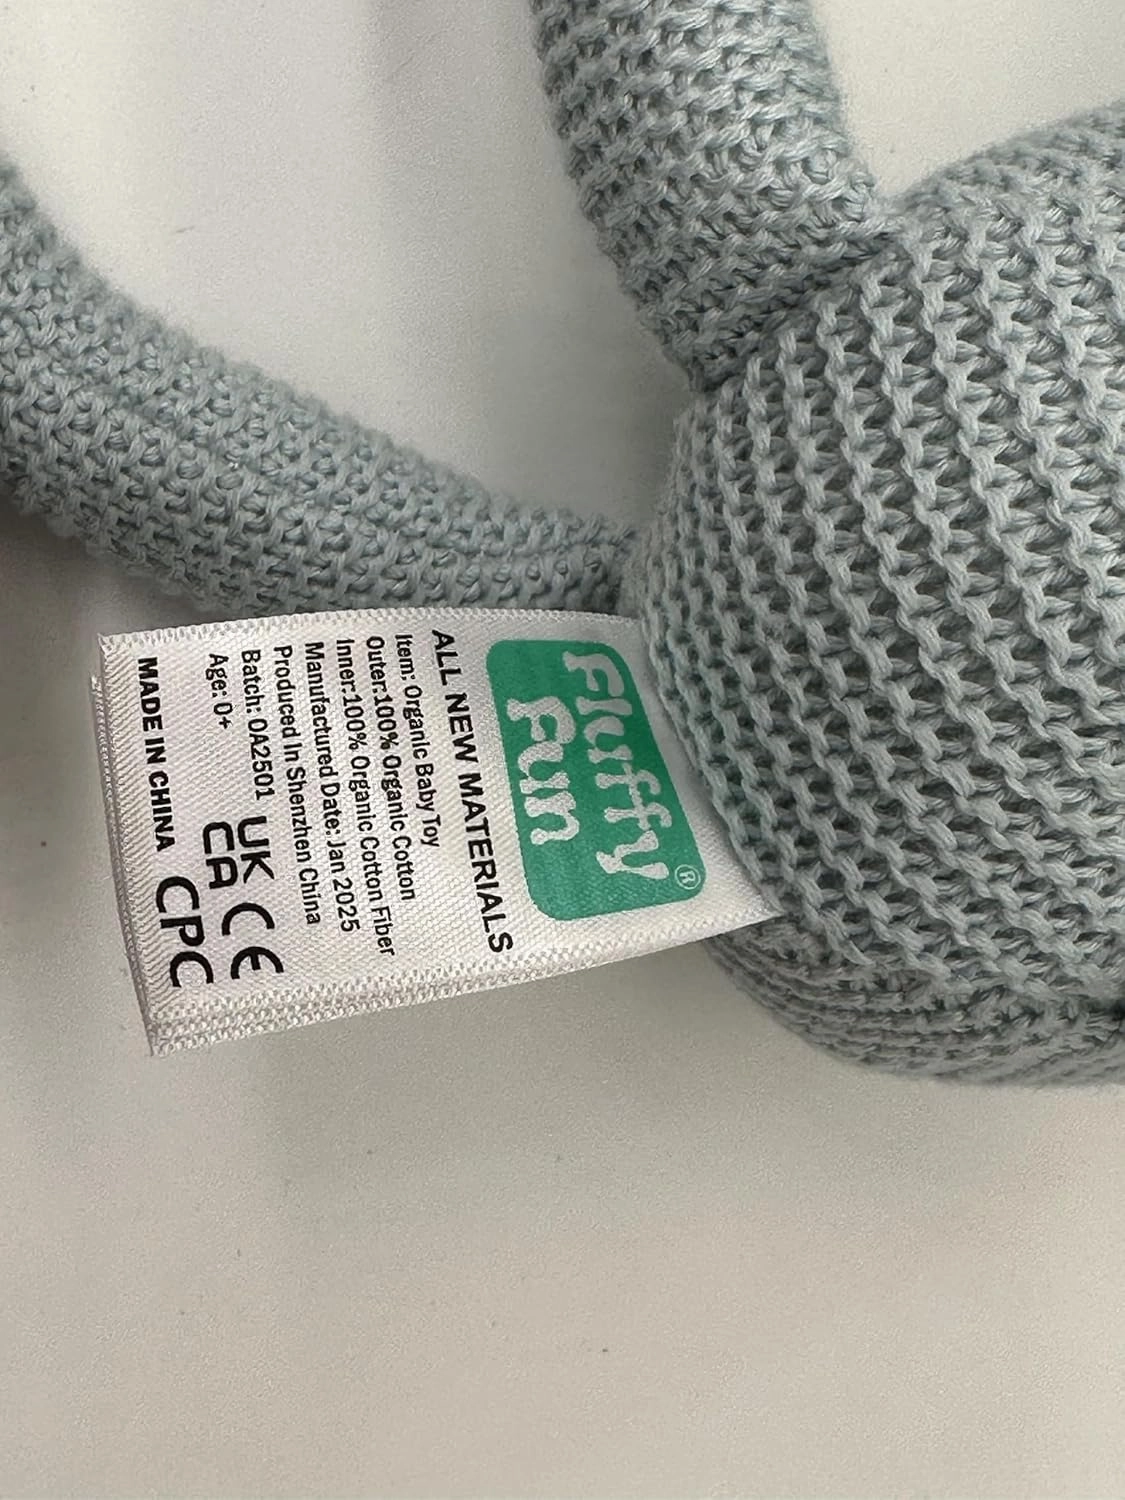 Fluffy
Fun®
ALL NEW MATERIALS
Item: Organic Baby Toy
Outer:100% Organic Cotton
Inner:100% Organic Cotton Fiber
Manufactured Date: Jan 2025
Produced In Shenzhen China
Batch: 0A2501
Age: 0+
UK
CA
CE
MADE IN CHINA
CPC